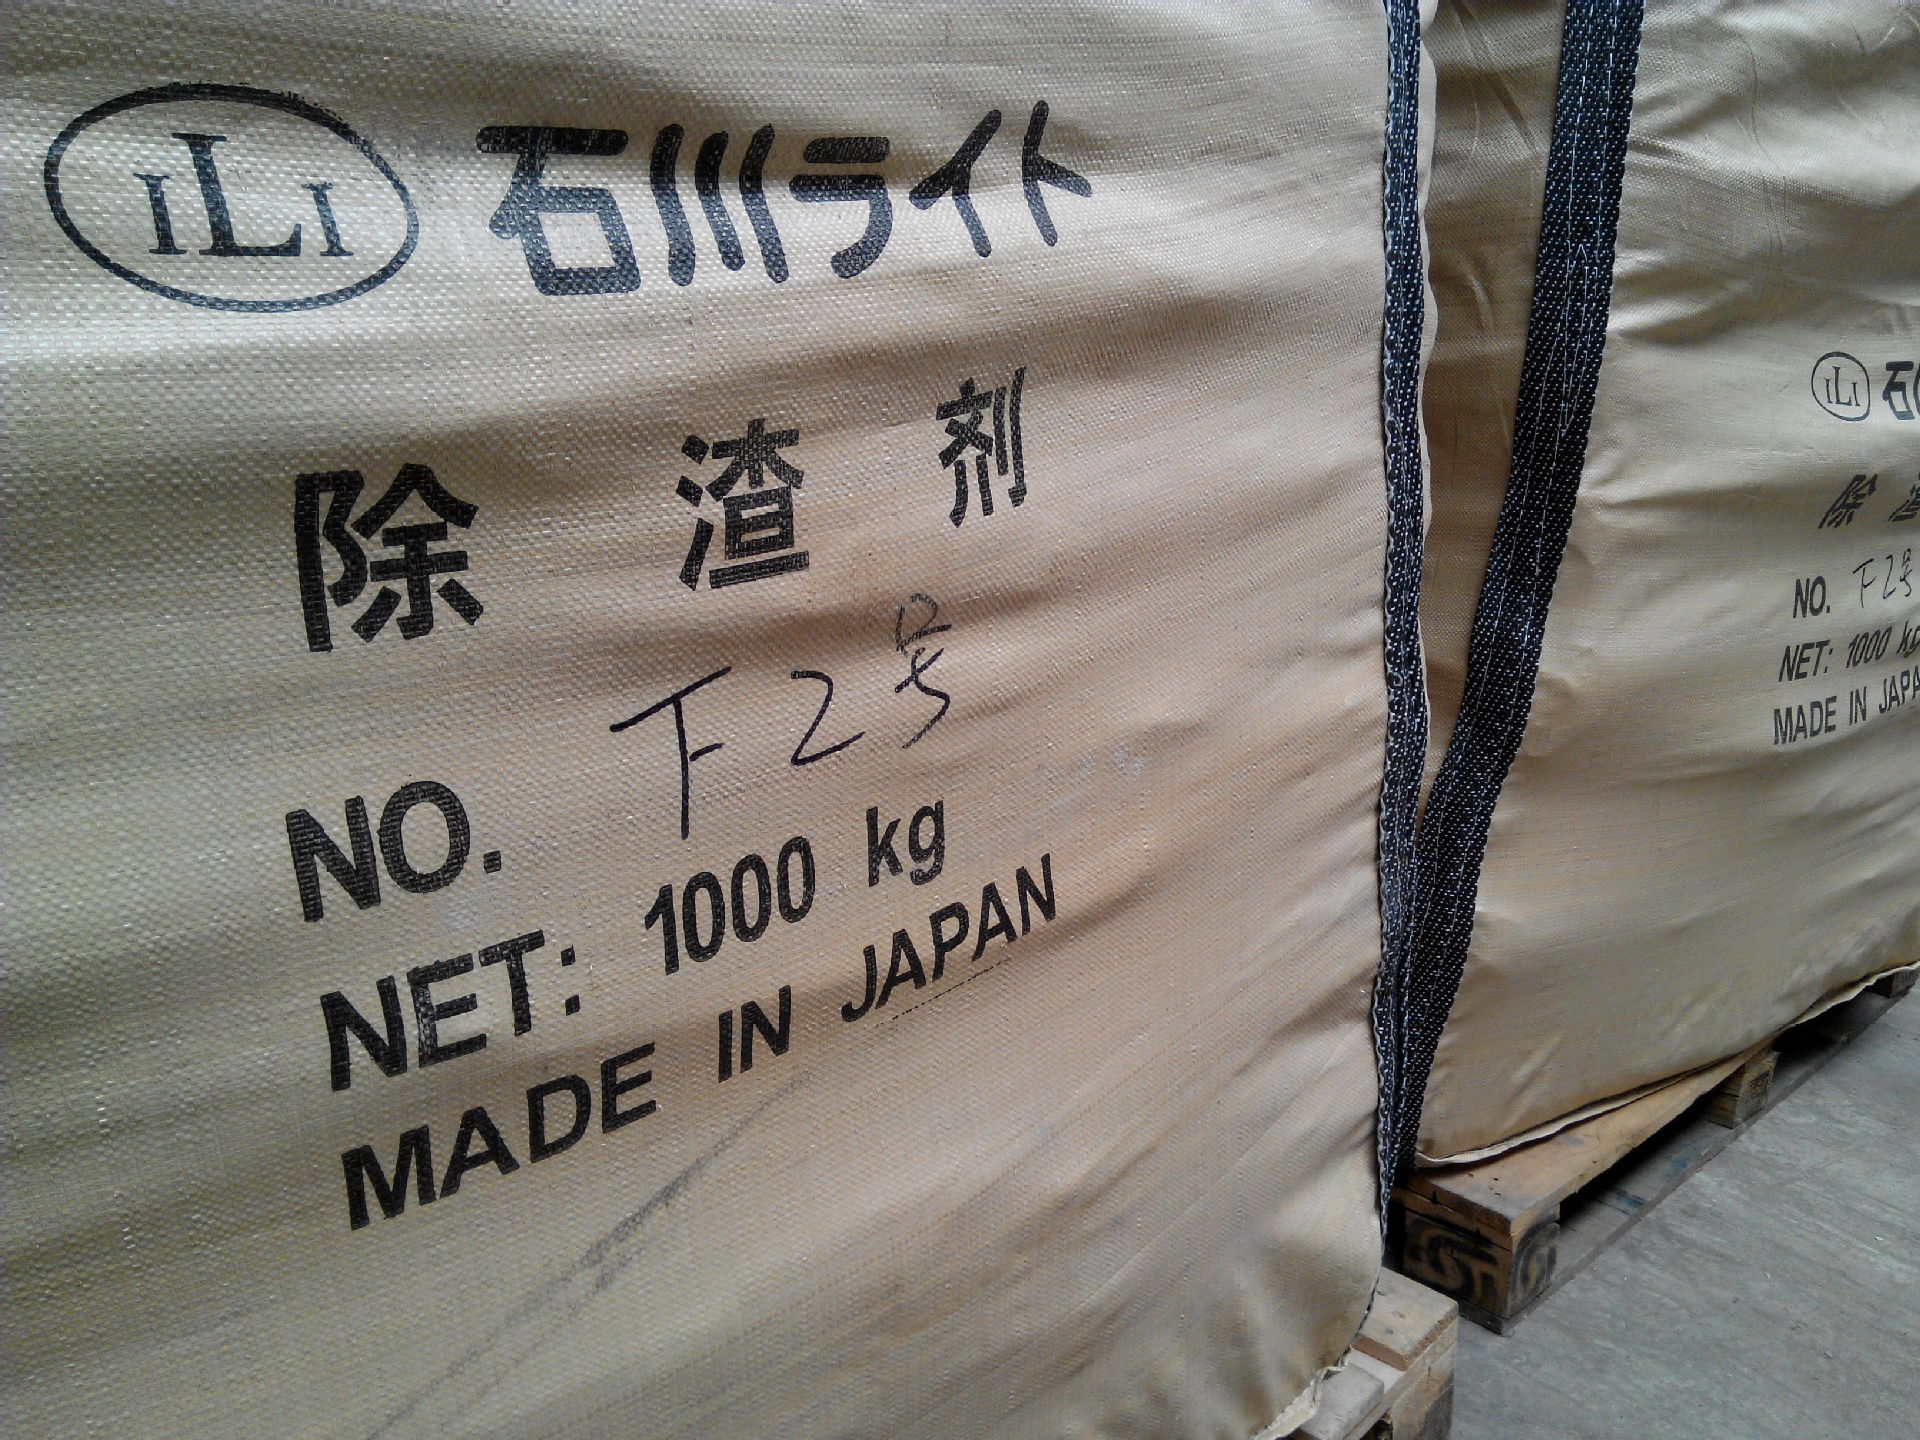 ILI 石川ライト
除渣剤
NO. F2号
NET: 1000 kg
MADE IN JAPAN
ILI 石川
除渣
NO. F2号
NET: 1000 kg
MADE IN JAPA